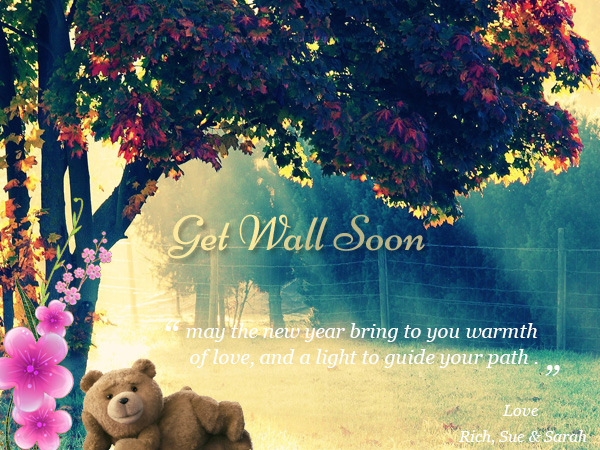 Get Wall Soon
“ may the new year bring to you warmth
of love, and a light to guide your path . ”
Love
Rich, Sue & Sarah